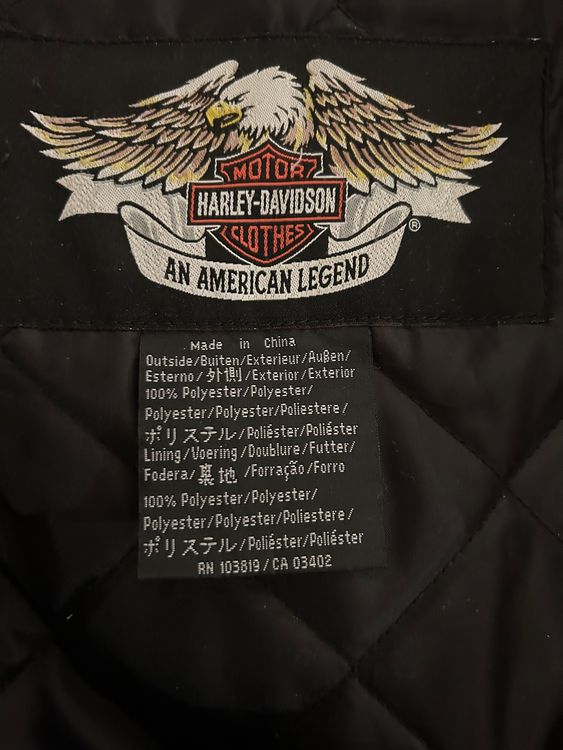 MOTOR
HARLEY-DAVIDSON
CLOTHES
®
AN AMERICAN LEGEND
Made in China
Outside/Buiten/Exterieur/Außen/
Esterno/外側/Exterior/Exterior
100% Polyester/Polyester/
Polyester/Polyester/Poliestere/
ポリステル/Poliéster/Poliéster
Lining/Voering/Doublure/Futter/
Fodera/裏地/Forração/Forro
100% Polyester/Polyester/
Polyester/Polyester/Poliestere/
ポリステル/Poliéster/Poliéster
RN 103819/CA 03402